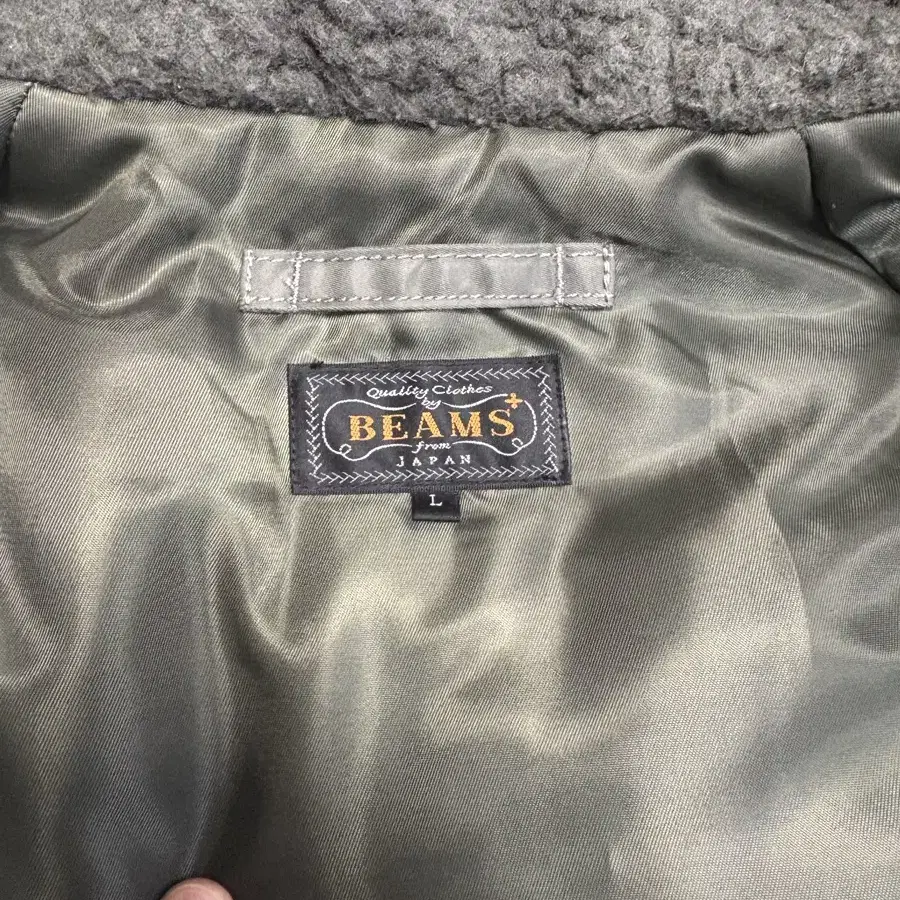 Quality Clothes
by
BEAMS+
from
JAPAN
L